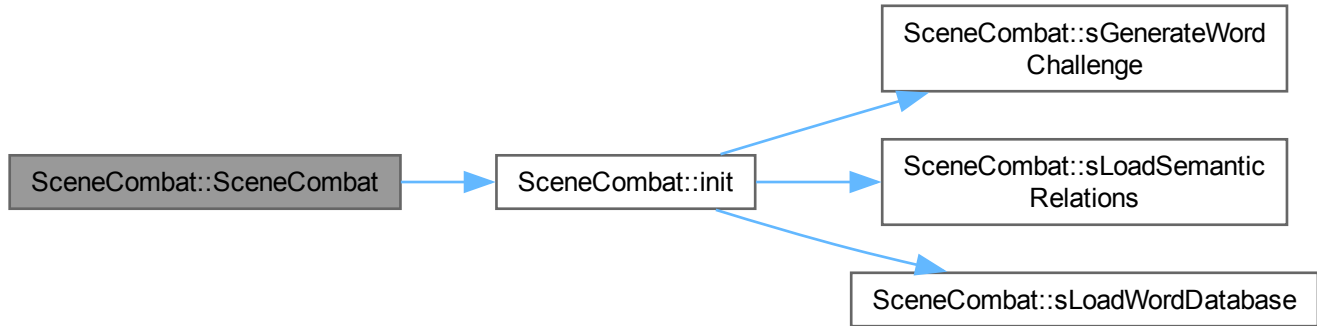 SceneCombat::SceneCombat
SceneCombat::init
SceneCombat::sGenerateWord
Challenge
SceneCombat::sLoadSemantic
Relations
SceneCombat::sLoadWordDatabase